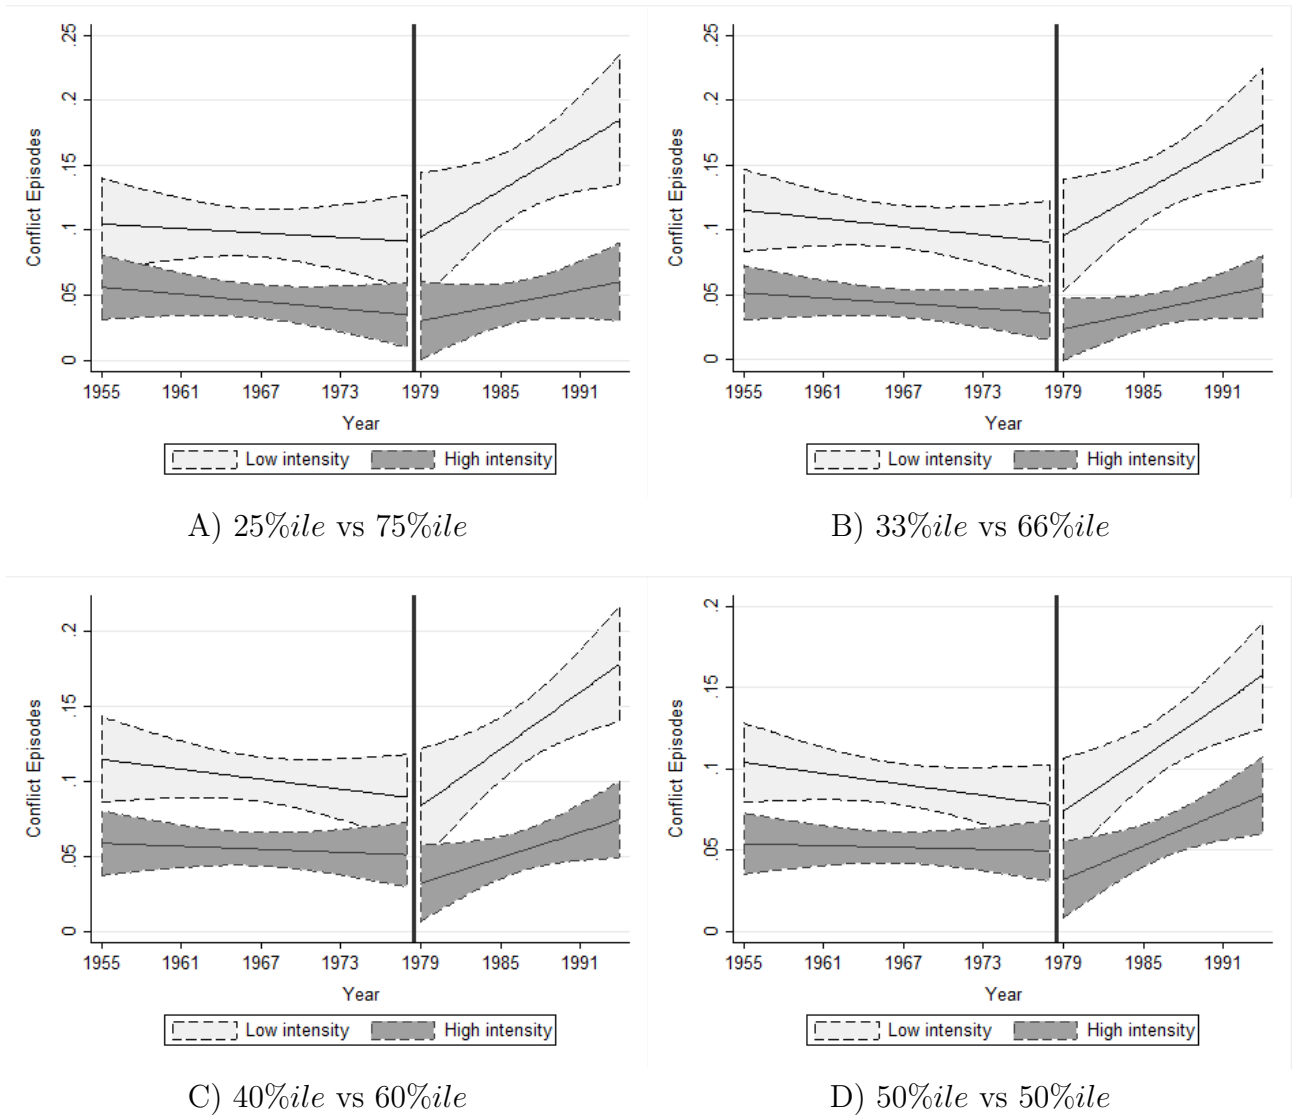 .25
.2
.15
.1
.05
0
Conflict Episodes
1955 1961 1967 1973 1979 1985 1991
Year
Low intensity High intensity
A) 25%ile vs 75%ile
.25
.2
.15
.1
.05
0
Conflict Episodes
1955 1961 1967 1973 1979 1985 1991
Year
Low intensity High intensity
B) 33%ile vs 66%ile
.2
.15
.1
.05
0
Conflict Episodes
1955 1961 1967 1973 1979 1985 1991
Year
Low intensity High intensity
C) 40%ile vs 60%ile
.2
.15
.1
.05
0
Conflict Episodes
1955 1961 1967 1973 1979 1985 1991
Year
Low intensity High intensity
D) 50%ile vs 50%ile